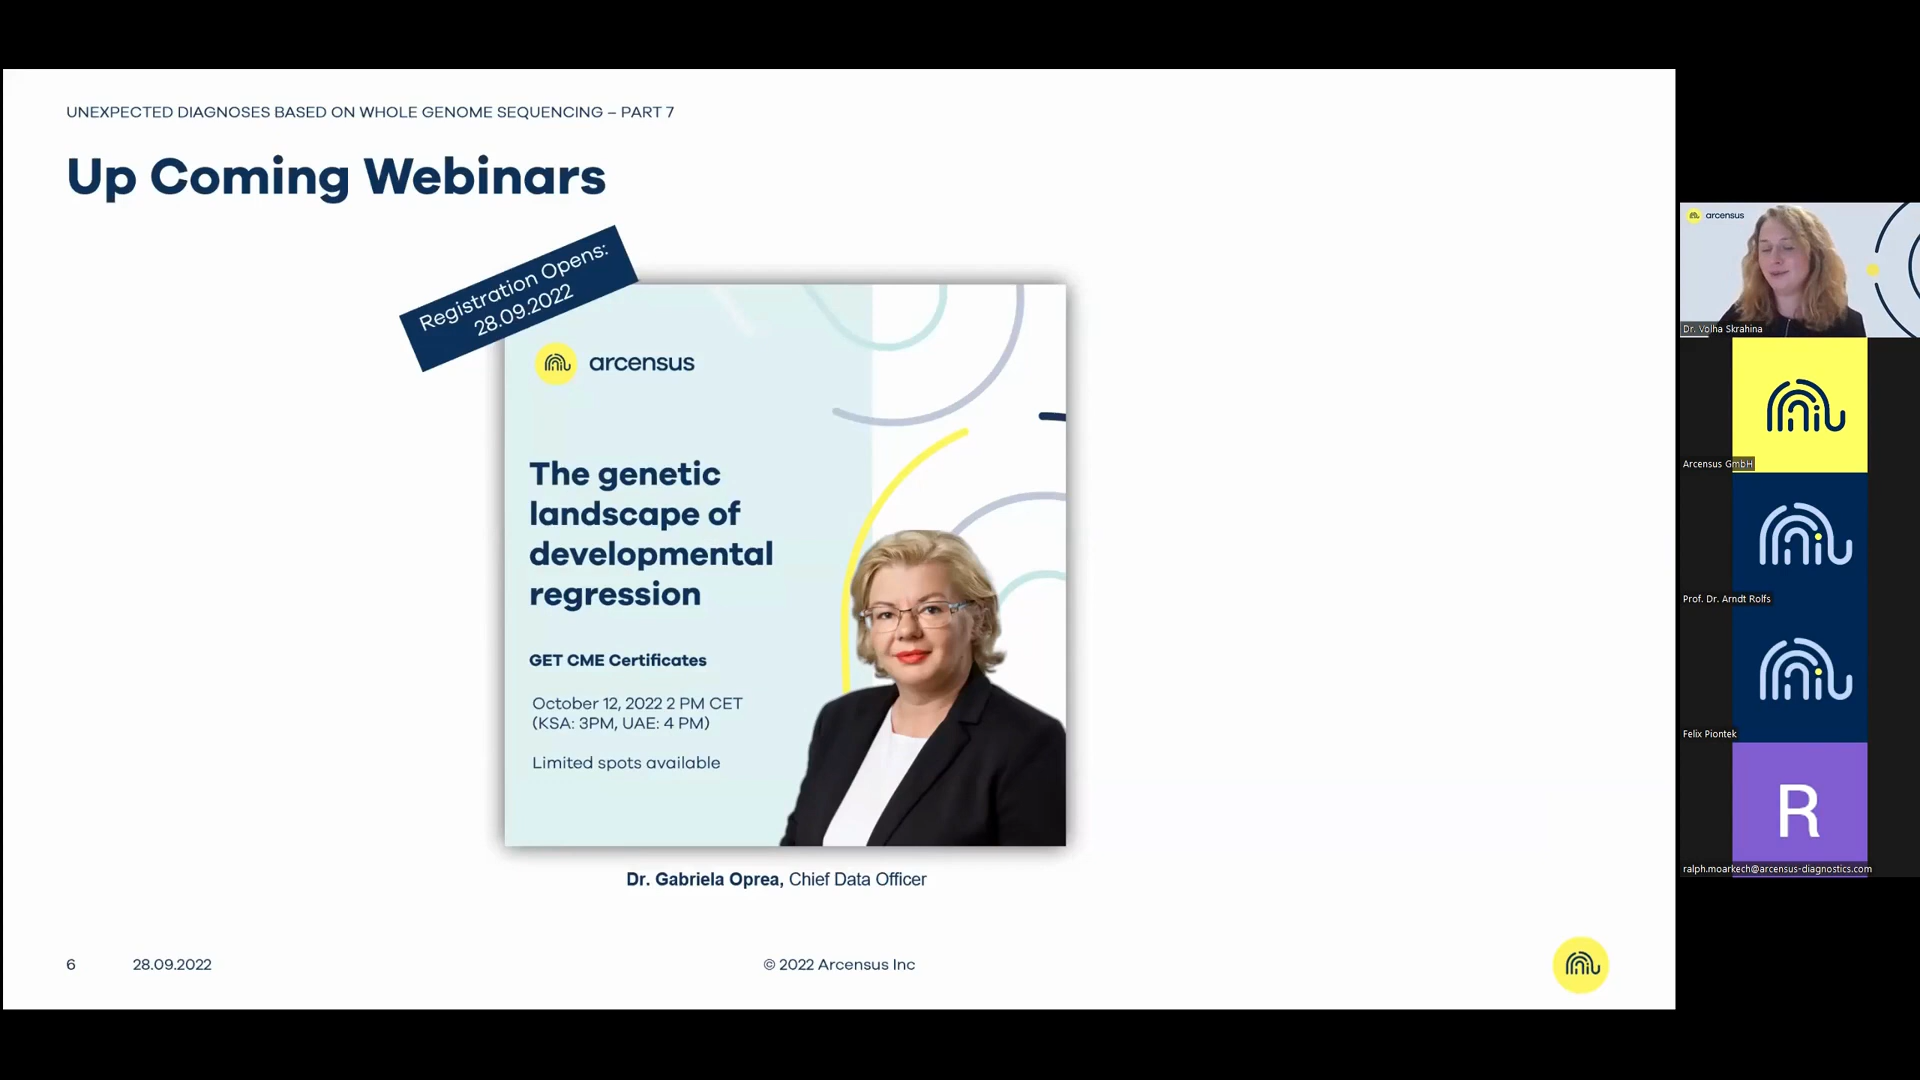 UNEXPECTED DIAGNOSES BASED ON WHOLE GENOME SEQUENCING – PART 7
Up Coming Webinars
Registration Opens:
28.09.2022
arcensus
The genetic
landscape of
developmental
regression
GET CME Certificates
October 12, 2022 2 PM CET
(KSA: 3PM, UAE: 4 PM)
Limited spots available
Dr. Gabriela Oprea, Chief Data Officer
6
28.09.2022
© 2022 Arcensus Inc
arcensus
Dr. Volha Skrahina
Arcensus GmbH
Prof. Dr. Arndt Rolfs
Felix Piontek
R
ralph.moarkech@arcensus-diagnostics.com